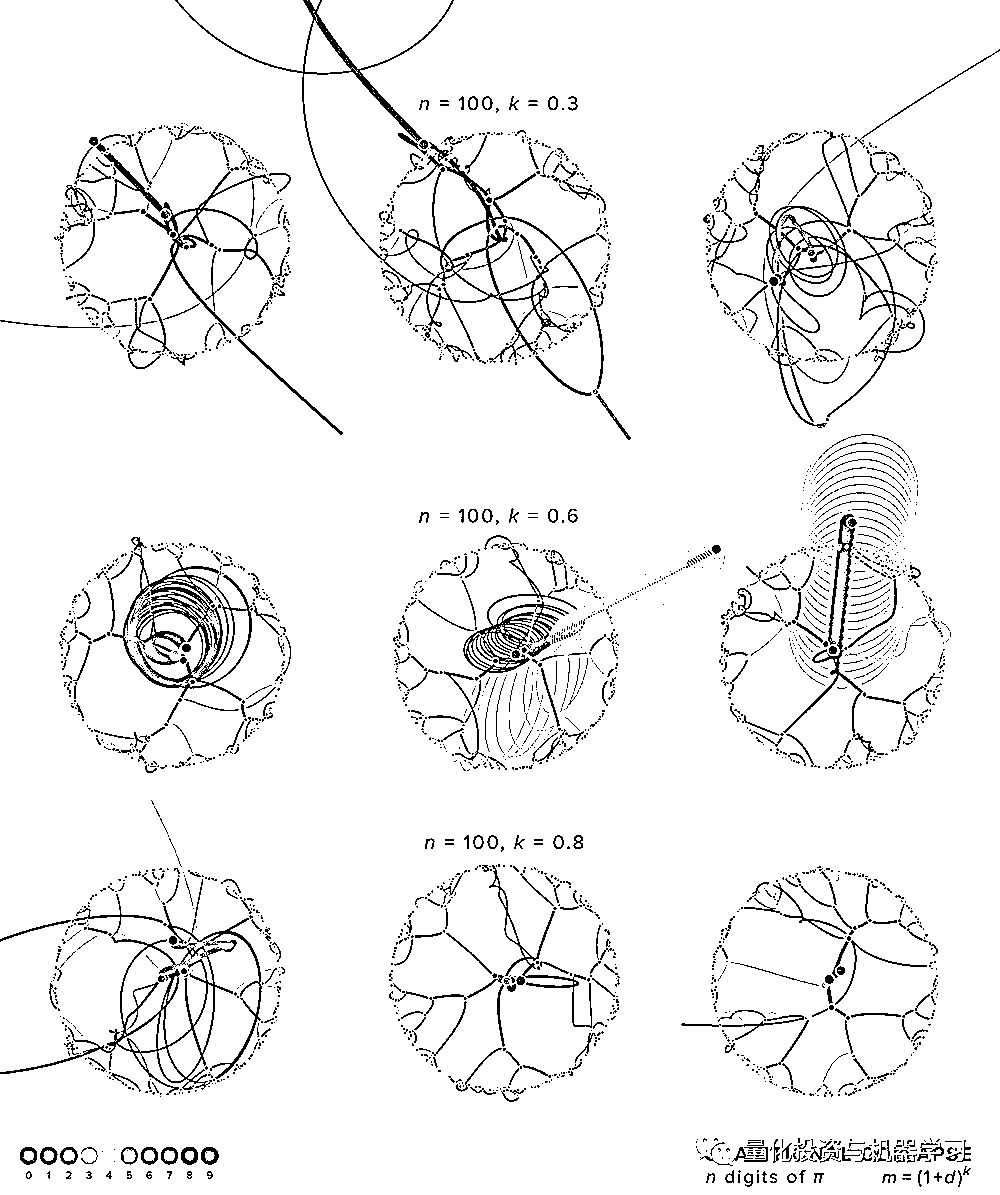 n = 100, k = 0.3
n = 100, k = 0.6
n = 100, k = 0.8
0 1 2 3 4 5 6 7 8 9
量化投资与机器学习
n digits of π m = (1+d)^k